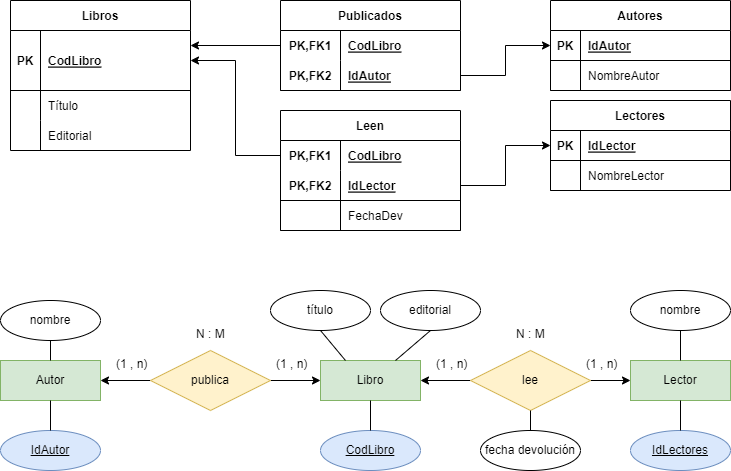 Libros
PK CodLibro
Título
Editorial
Publicados
PK,FK1 CodLibro
PK,FK2 IdAutor
Autores
PK IdAutor
NombreAutor
Leen
PK,FK1 CodLibro
PK,FK2 IdLector
FechaDev
Lectores
PK IdLector
NombreLector
nombre
título
editorial
nombre
N : M
N : M
(1 , n)
(1 , n)
(1 , n)
(1 , n)
Autor
publica
Libro
lee
Lector
IdAutor
CodLibro
fecha devolución
IdLectores